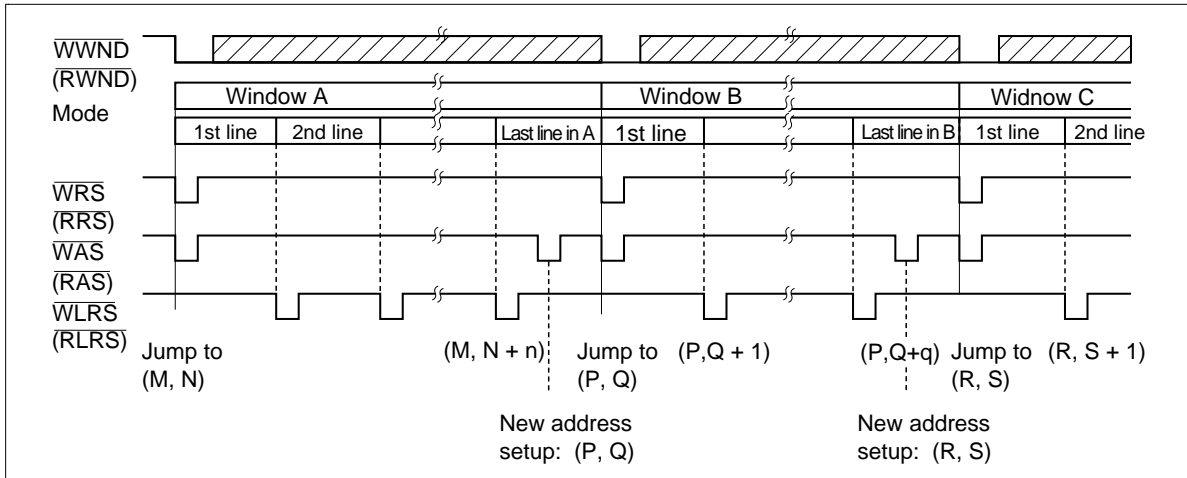 WWND
(RWND)
Mode
Window A Window B Widnow C
1st line 2nd line Last line in A 1st line Last line in B 1st line 2nd line
WRS
(RRS)
WAS
(RAS)
WLRS
(RLRS)
Jump to (M, N + n) Jump to (P,Q + 1) (P,Q+q) Jump to (R, S + 1)
(M, N) (P, Q) (R, S)
New address New address
setup: (P, Q) setup: (R, S)